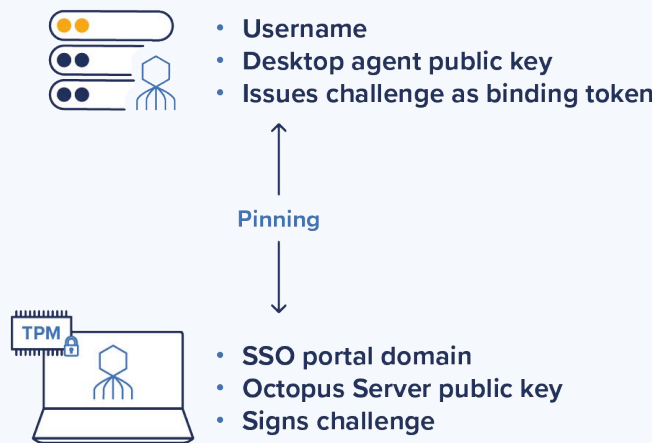 • Username
• Desktop agent public key
• Issues challenge as binding token
Pinning
TPM
• SSO portal domain
• Octopus Server public key
• Signs challenge